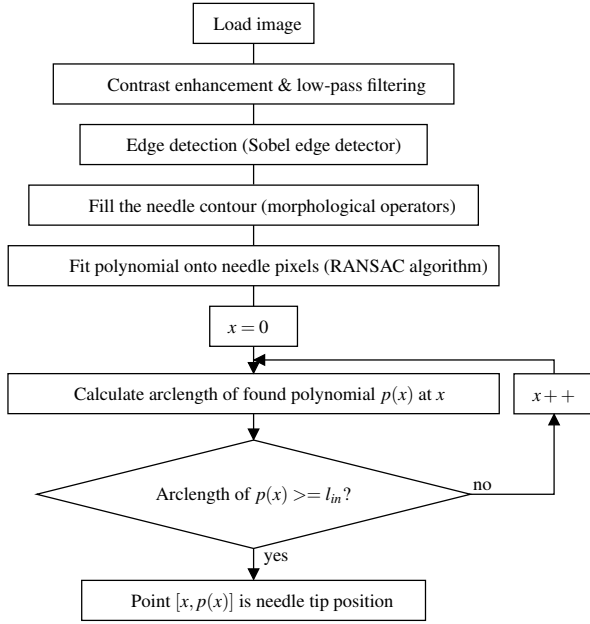 Load image
Contrast enhancement & low-pass filtering
Edge detection (Sobel edge detector)
Fill the needle contour (morphological operators)
Fit polynomial onto needle pixels (RANSAC algorithm)
x = 0
Calculate arclength of found polynomial p(x) at x
x++
Arclength of p(x) >= l_{in}?
no
yes
Point [x, p(x)] is needle tip position